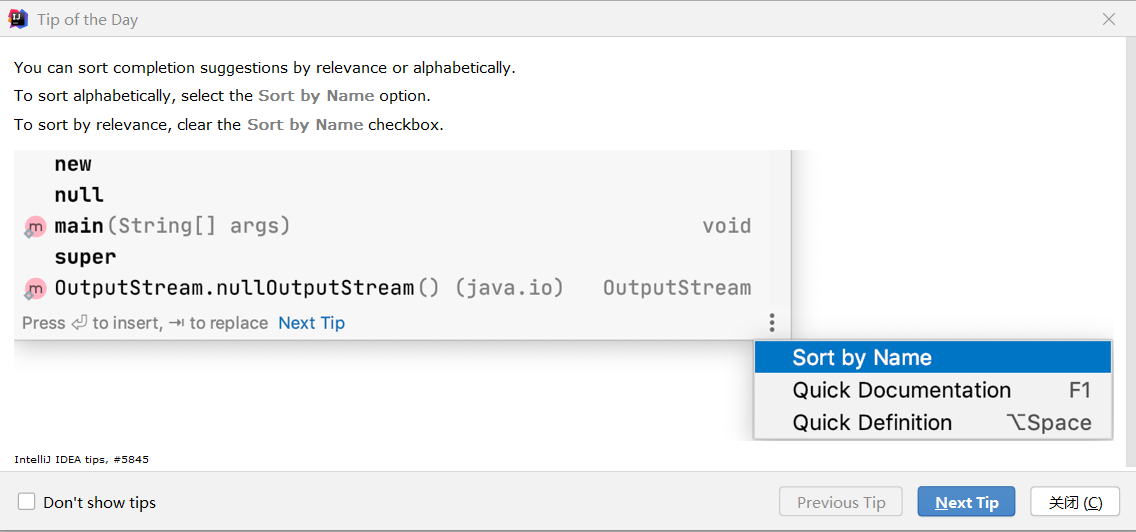 Tip of the Day
You can sort completion suggestions by relevance or alphabetically.
To sort alphabetically, select the Sort by Name option.
To sort by relevance, clear the Sort by Name checkbox.
new
null
m main(String[] args) void
super
m OutputStream.nullOutputStream() (java.io) OutputStream
Press ⏎ to insert, ⇥ to replace Next Tip
Sort by Name
Quick Documentation F1
Quick Definition ⌥Space
IntelliJ IDEA tips, #5845
Don't show tips Previous Tip Next Tip 关闭 (C)